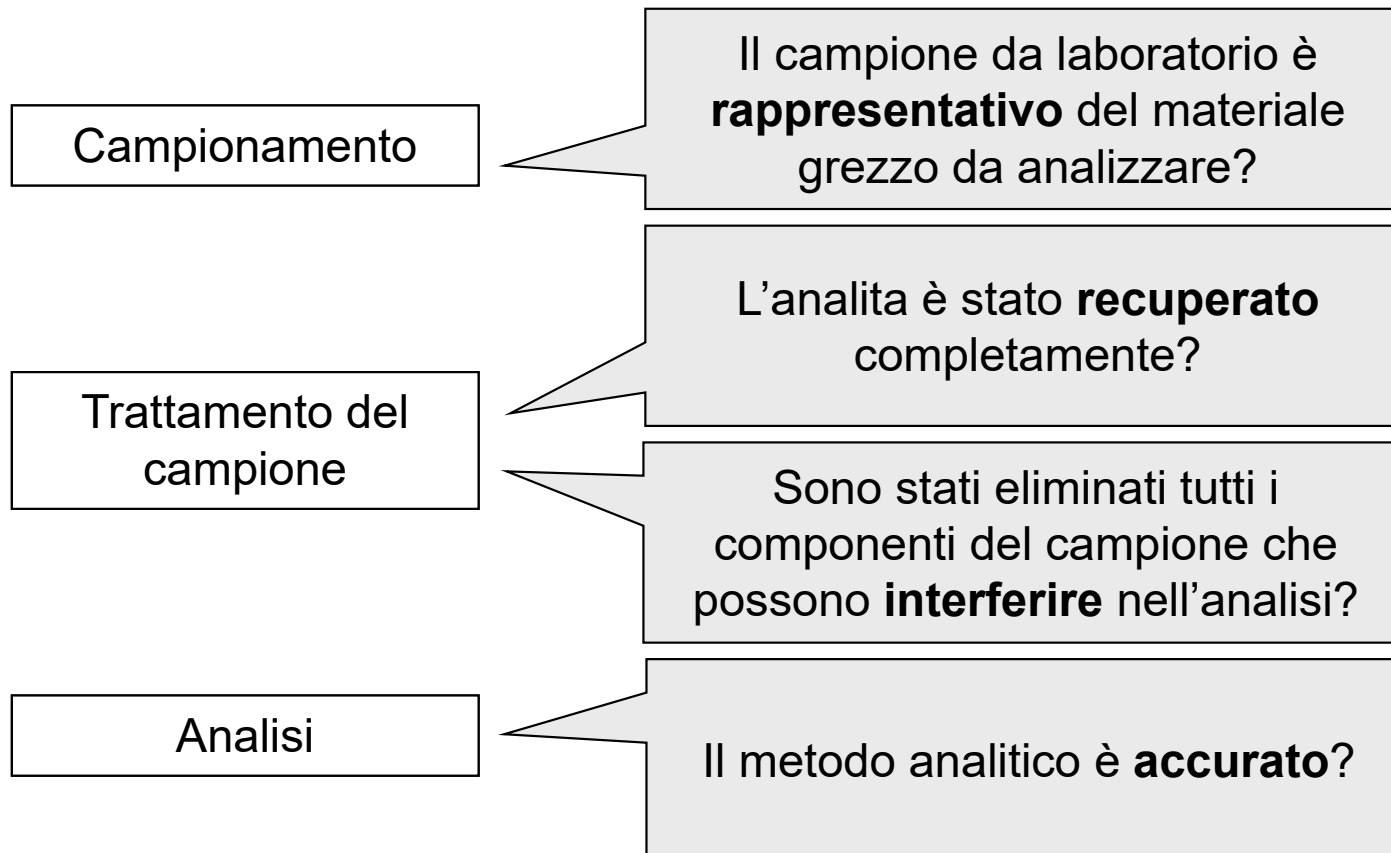 Il campione da laboratorio è
rappresentativo del materiale
grezzo da analizzare?
Campionamento
L’analita è stato recuperato
completamente?
Trattamento del
campione
Sono stati eliminati tutti i
componenti del campione che
possono interferire nell’analisi?
Analisi
Il metodo analitico è accurato?